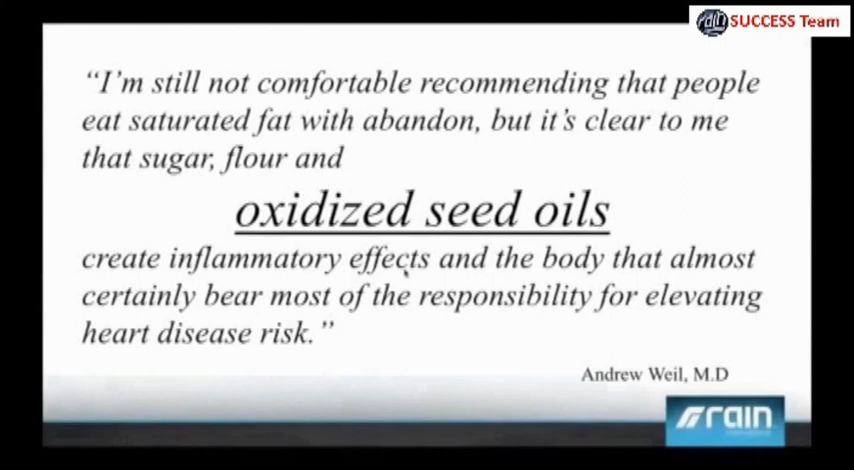 rain SUCCESS Team
“I’m still not comfortable recommending that people
eat saturated fat with abandon, but it’s clear to me
that sugar, flour and
oxidized seed oils
create inflammatory effects and the body that almost
certainly bear most of the responsibility for elevating
heart disease risk.”
Andrew Weil, M.D
rain